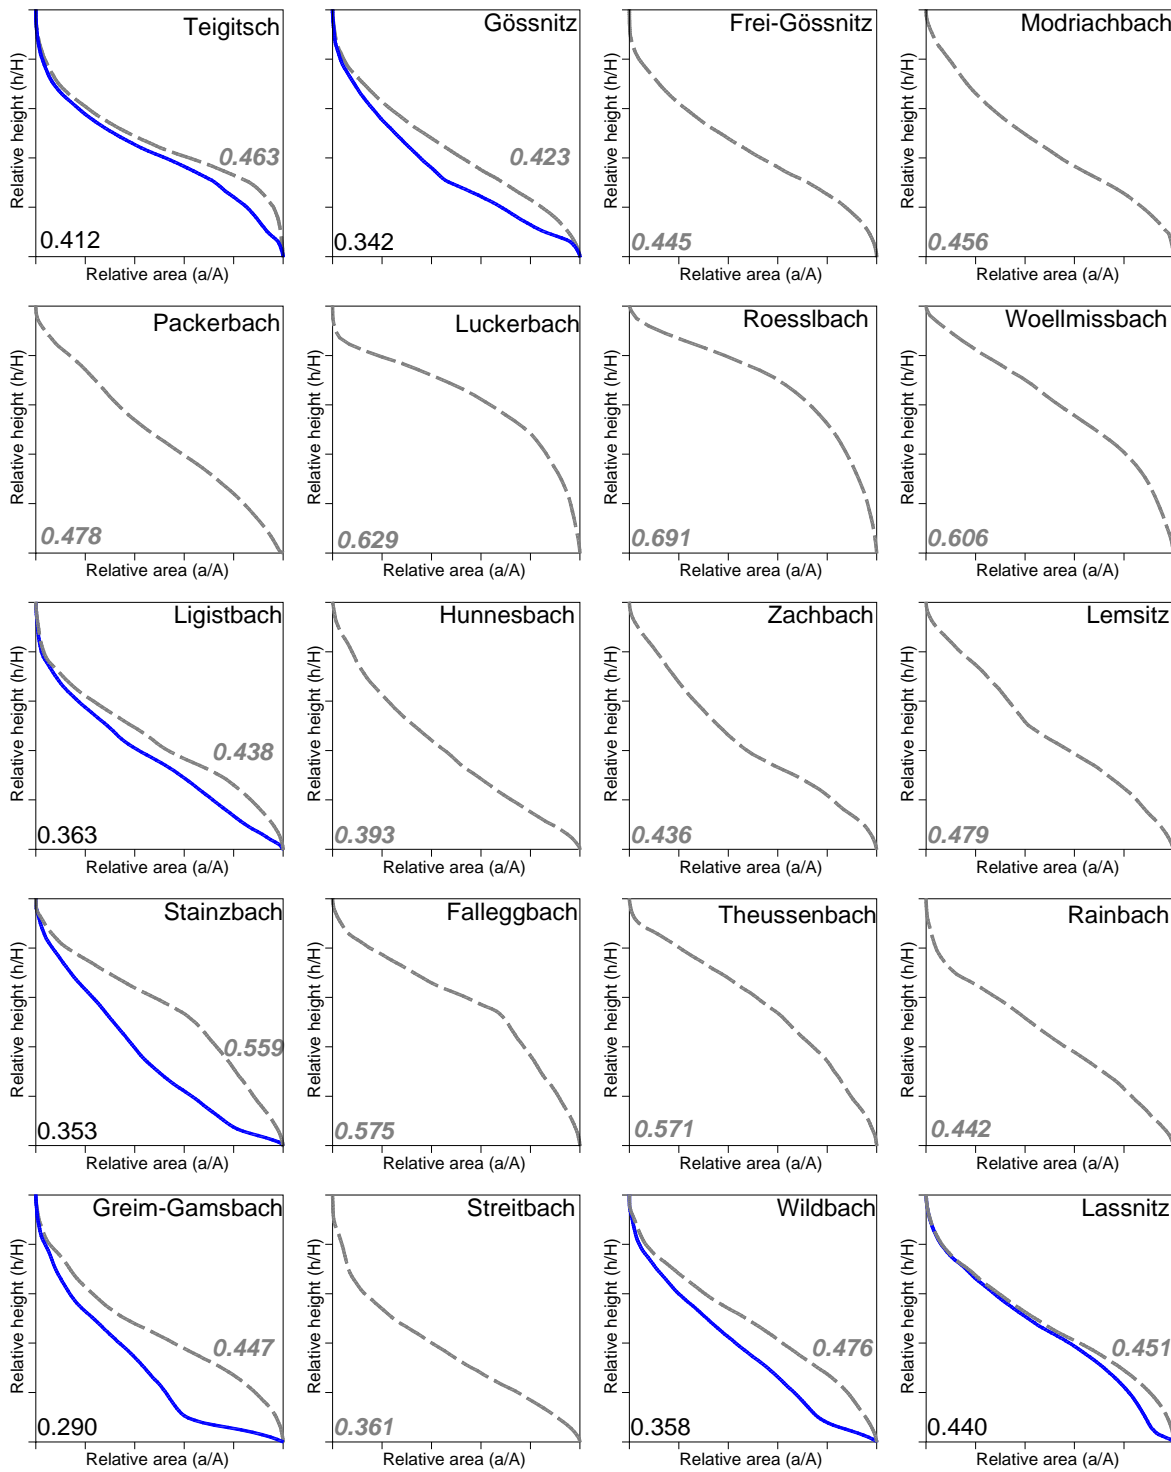 Teigitsch
Relative height (h/H)
0.463
0.412
Relative area (a/A)
Gössnitz
Relative height (h/H)
0.423
0.342
Relative area (a/A)
Frei-Gössnitz
Relative height (h/H)
0.445
Relative area (a/A)
Modriachbach
Relative height (h/H)
0.456
Relative area (a/A)
Packerbach
Relative height (h/H)
0.478
Relative area (a/A)
Luckerbach
Relative height (h/H)
0.629
Relative area (a/A)
Roesslbach
Relative height (h/H)
0.691
Relative area (a/A)
Woellmissbach
Relative height (h/H)
0.606
Relative area (a/A)
Ligistbach
Relative height (h/H)
0.438
0.363
Relative area (a/A)
Hunnesbach
Relative height (h/H)
0.393
Relative area (a/A)
Zachbach
Relative height (h/H)
0.436
Relative area (a/A)
Lemsitz
Relative height (h/H)
0.479
Relative area (a/A)
Stainzbach
Relative height (h/H)
0.559
0.353
Relative area (a/A)
Falleggbach
Relative height (h/H)
0.575
Relative area (a/A)
Theussenbach
Relative height (h/H)
0.571
Relative area (a/A)
Rainbach
Relative height (h/H)
0.442
Relative area (a/A)
Greim-Gamsbach
Relative height (h/H)
0.447
0.290
Relative area (a/A)
Streitbach
Relative height (h/H)
0.361
Relative area (a/A)
Wildbach
Relative height (h/H)
0.476
0.358
Relative area (a/A)
Lassnitz
Relative height (h/H)
0.451
0.440
Relative area (a/A)